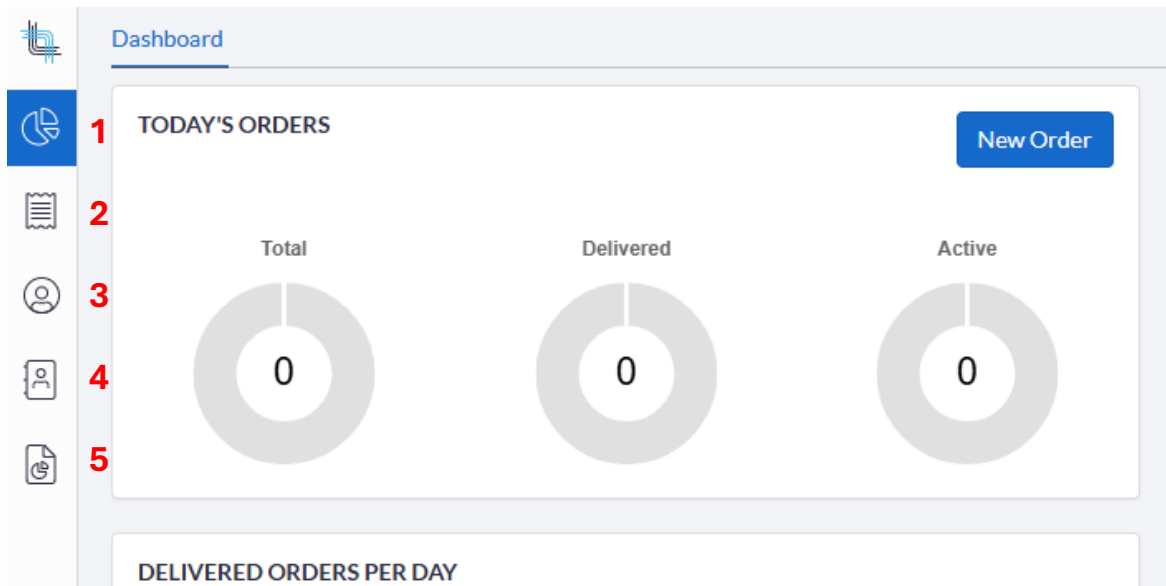 Dashboard
1 TODAY'S ORDERS New Order
2
Total Delivered Active
3
0 0 0
4
5
DELIVERED ORDERS PER DAY